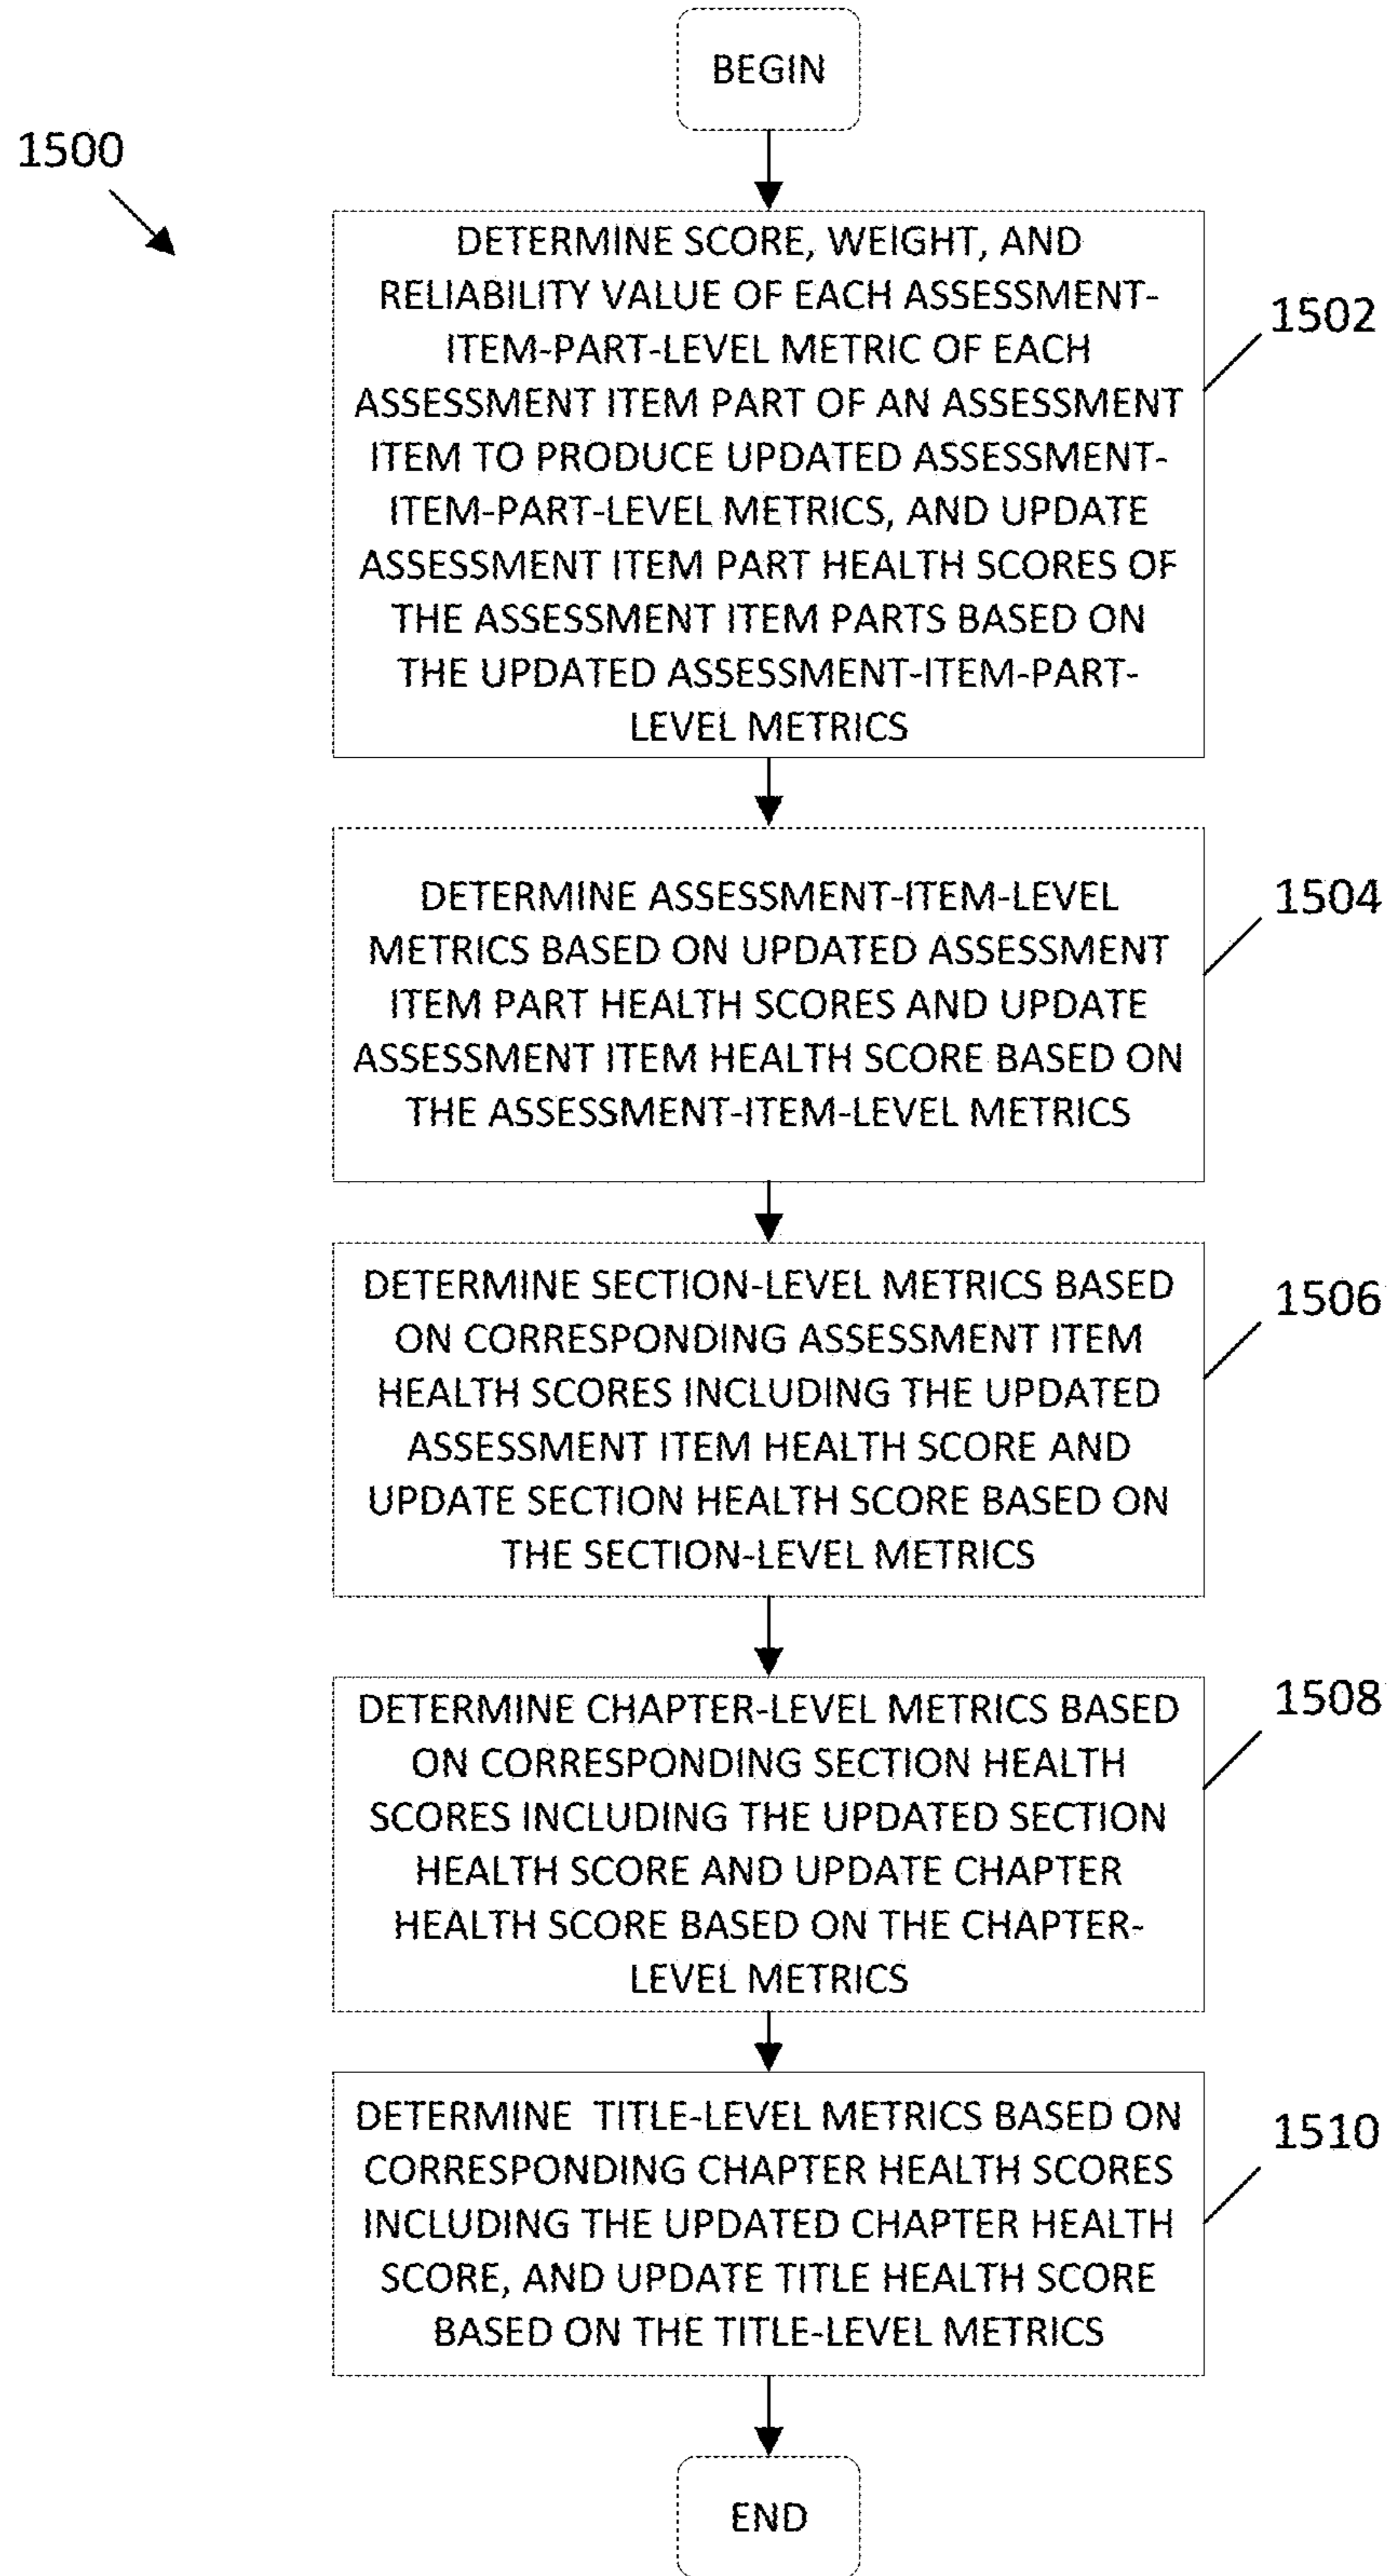 BEGIN
1500
DETERMINE SCORE, WEIGHT, AND
RELIABILITY VALUE OF EACH ASSESSMENT-
ITEM-PART-LEVEL METRIC OF EACH
ASSESSMENT ITEM PART OF AN ASSESSMENT
ITEM TO PRODUCE UPDATED ASSESSMENT-
ITEM-PART-LEVEL METRICS, AND UPDATE
ASSESSMENT ITEM PART HEALTH SCORES OF
THE ASSESSMENT ITEM PARTS BASED ON
THE UPDATED ASSESSMENT-ITEM-PART-
LEVEL METRICS
1502
DETERMINE ASSESSMENT-ITEM-LEVEL
METRICS BASED ON UPDATED ASSESSMENT
ITEM PART HEALTH SCORES AND UPDATE
ASSESSMENT ITEM HEALTH SCORE BASED ON
THE ASSESSMENT-ITEM-LEVEL METRICS
1504
DETERMINE SECTION-LEVEL METRICS BASED
ON CORRESPONDING ASSESSMENT ITEM
HEALTH SCORES INCLUDING THE UPDATED
ASSESSMENT ITEM HEALTH SCORE AND
UPDATE SECTION HEALTH SCORE BASED ON
THE SECTION-LEVEL METRICS
1506
DETERMINE CHAPTER-LEVEL METRICS BASED
ON CORRESPONDING SECTION HEALTH
SCORES INCLUDING THE UPDATED SECTION
HEALTH SCORE AND UPDATE CHAPTER
HEALTH SCORE BASED ON THE CHAPTER-
LEVEL METRICS
1508
DETERMINE TITLE-LEVEL METRICS BASED ON
CORRESPONDING CHAPTER HEALTH SCORES
INCLUDING THE UPDATED CHAPTER HEALTH
SCORE, AND UPDATE TITLE HEALTH SCORE
BASED ON THE TITLE-LEVEL METRICS
1510
END